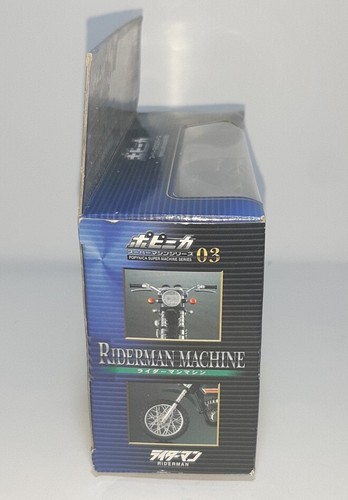 ポピニカ
スーパーマシンシリーズ 03
POPYNICA SUPER MACHINE SERIES
RIDERMAN MACHINE
ライダーマンマシン
ライダーマン
RIDERMAN